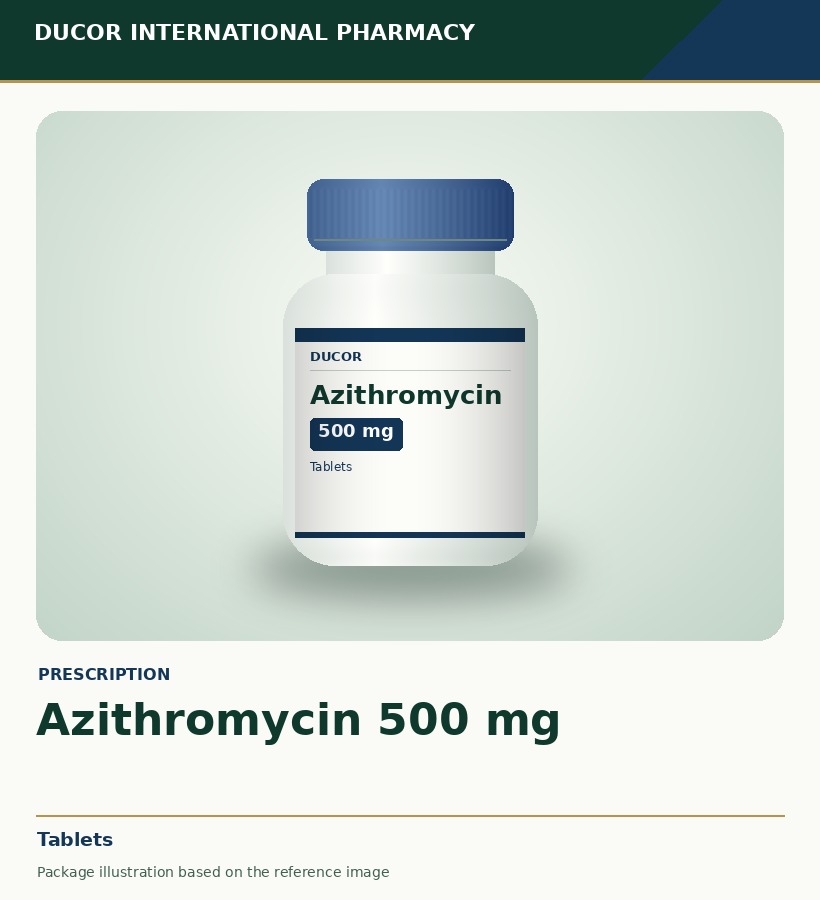 DUCOR INTERNATIONAL PHARMACY
DUCOR
Azithromycin
500 mg
Tablets
PRESCRIPTION
Azithromycin 500 mg
Tablets
Package illustration based on the reference image